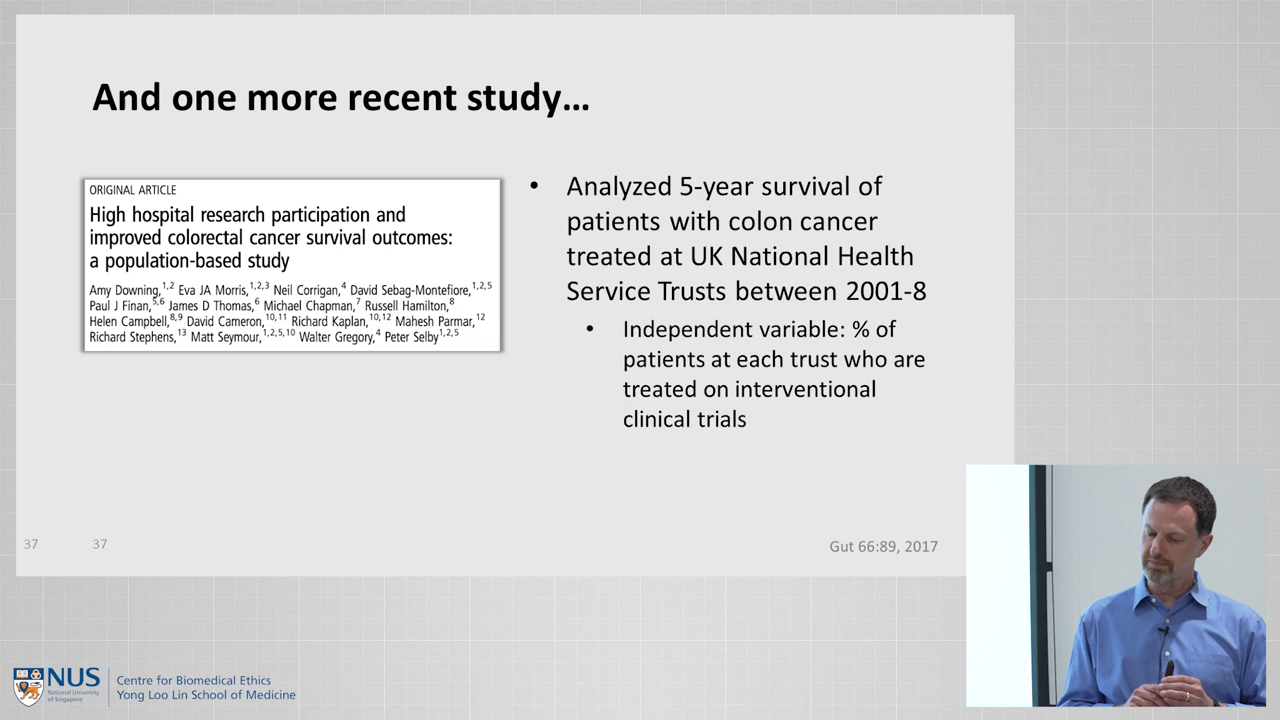 And one more recent study…
ORIGINAL ARTICLE
High hospital research participation and
improved colorectal cancer survival outcomes:
a population-based study
Amy Downing,1,2 Eva JA Morris,1,2,3 Neil Corrigan,4 David Sebag-Montefiore,1,2,5
Paul J Finan,5,6 James D Thomas,6 Michael Chapman,7 Russell Hamilton,8
Helen Campbell,8,9 David Cameron,10,11 Richard Kaplan,10,12 Mahesh Parmar,12
Richard Stephens,13 Matt Seymour,1,2,5,10 Walter Gregory,4 Peter Selby1,2,5
• Analyzed 5-year survival of
patients with colon cancer
treated at UK National Health
Service Trusts between 2001-8
• Independent variable: % of
patients at each trust who are
treated on interventional
clinical trials
37 37
Gut 66:89, 2017
NUS
National University
of Singapore
Centre for Biomedical Ethics
Yong Loo Lin School of Medicine